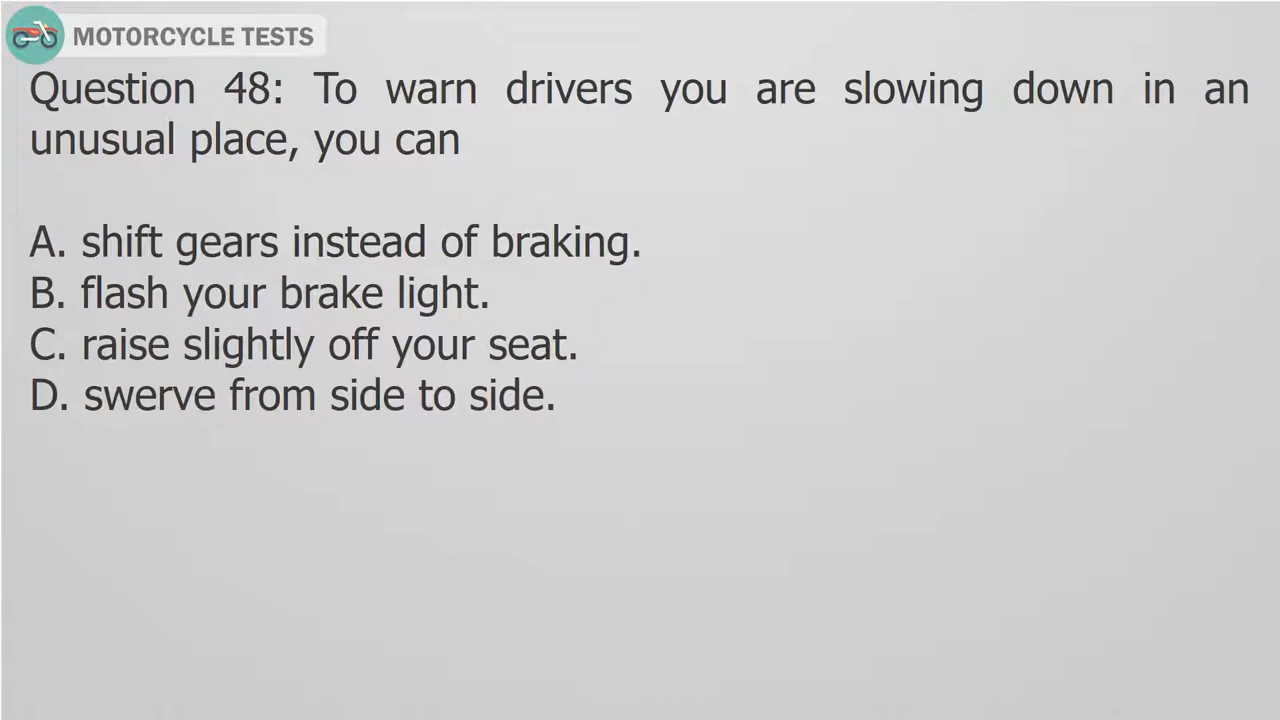 MOTORCYCLE TESTS
Question 48: To warn drivers you are slowing down in an
unusual place, you can
A. shift gears instead of braking.
B. flash your brake light.
C. raise slightly off your seat.
D. swerve from side to side.